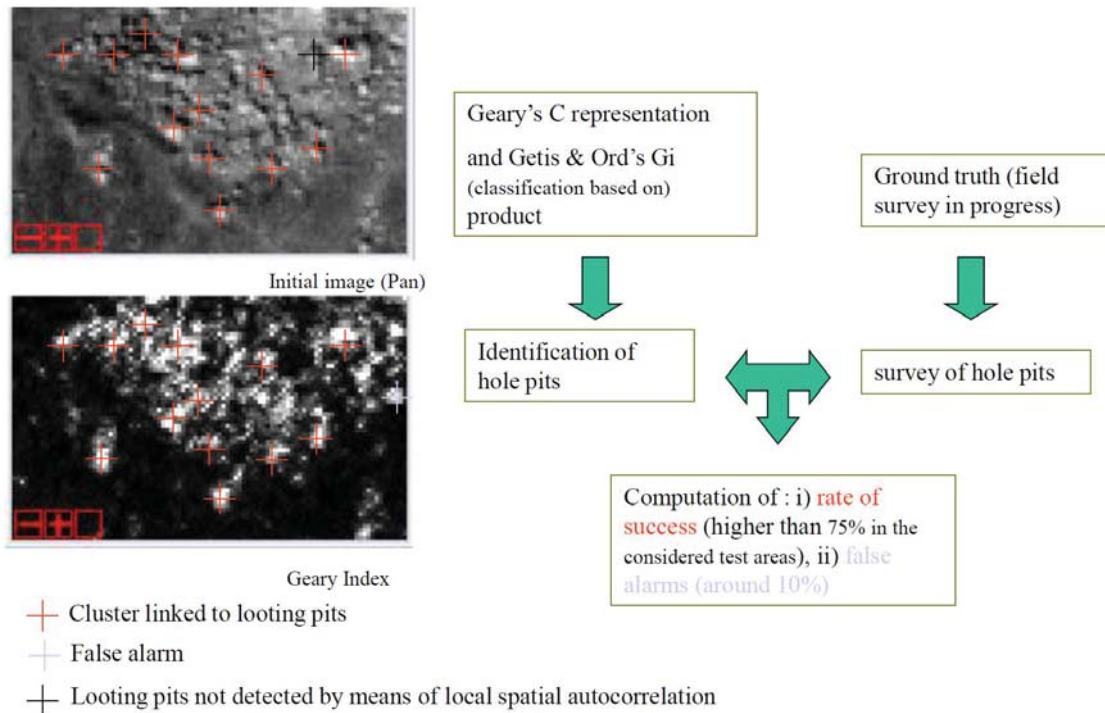 Initial image (Pan)
Geary Index
Cluster linked to looting pits
False alarm
Looting pits not detected by means of local spatial autocorrelation
Geary’s C representation
and Getis & Ord’s Gi
(classification based on)
product
Ground truth (field
survey in progress)
Identification of
hole pits
survey of hole pits
Computation of : i) rate of
success (higher than 75% in the
considered test areas), ii) false
alarms (around 10%)